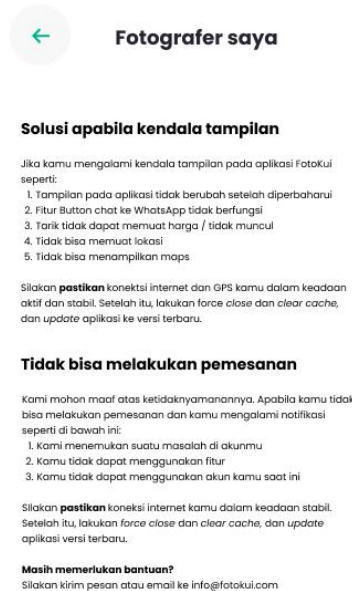 Fotografer saya
Solusi apabila kendala tampilan
Jika kamu mengalami kendala tampilan pada aplikasi FotoKui
seperti:
1. Tampilan pada aplikasi tidak berubah setelah diperbaharui
2. Fitur Button chat ke WhatsApp tidak berfungsi
3. Tarik tidak dapat memuat harga / tidak muncul
4. Tidak bisa memuat lokasi
5. Tidak bisa menampilkan maps
Silakan pastikan konektsi internet dan GPS kamu dalam keadaan
aktif dan stabil. Setelah itu, lakukan force close dan clear cache,
dan update aplikasi ke versi terbaru.
Tidak bisa melakukan pemesanan
Kami mohon maaf atas ketidaknyamanannya. Apabila kamu tidak
bisa melakukan pemesanan dan kamu mengalami notifikasi
seperti di bawah ini:
1. Kami menemukan suatu masalah di akunmu
2. Kamu tidak dapat menggunakan fitur
3. Kamu tidak dapat menggunakan akun kamu saat ini
SIlakan pastikan koneksi internet kamu dalam keadaan stabil.
Setelah itu, lakukan force close dan clear cache, dan update
aplikasi versi terbaru.
Masih memerlukan bantuan?
Silakan kirim pesan atau email ke info@fotokui.com